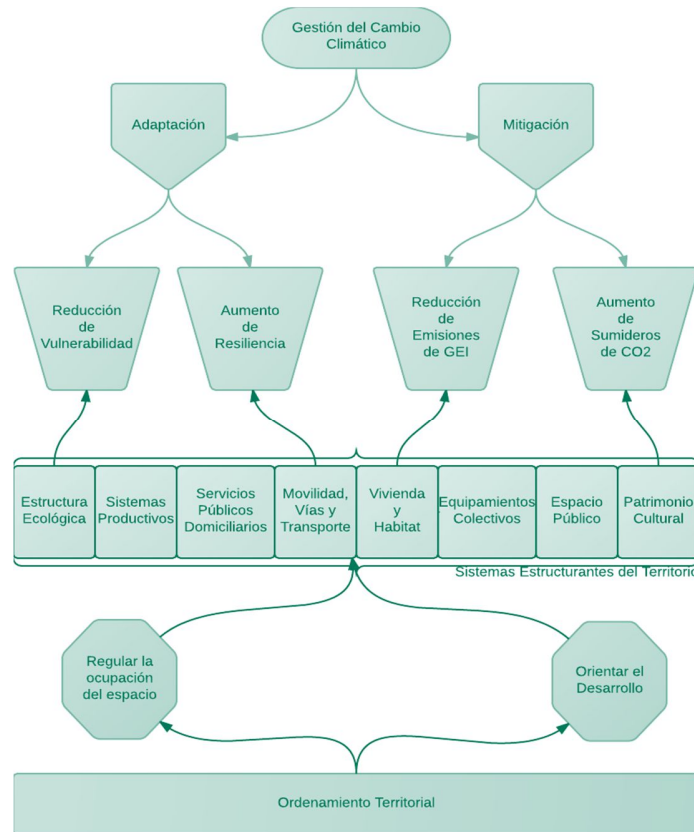 Gestión del Cambio
Climático
Adaptación
Mitigación
Reducción
de
Vulnerabilidad
Aumento
de
Resiliencia
Reducción
de
Emisiones
de GEI
Aumento
de
Sumideros
de CO2
Estructura
Ecológica
Sistemas
Productivos
Servicios
Públicos
Domiciliarios
Movilidad,
Vías y
Transporte
Vivienda
y
Habitat
Equipamientos
Colectivos
Espacio
Público
Patrimonio
Cultural
Sistemas Estructurantes del Territorio
Regular la
ocupación
del espacio
Orientar el
Desarrollo
Ordenamiento Territorial